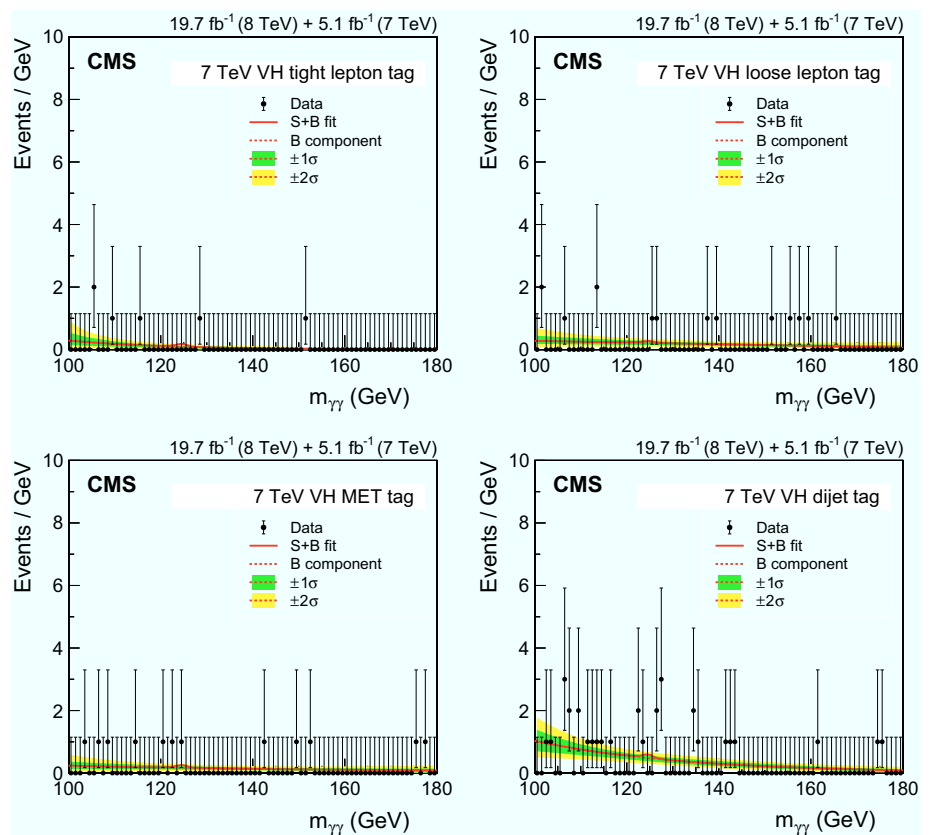 19.7 fb⁻¹ (8 TeV) + 5.1 fb⁻¹ (7 TeV)
CMS
7 TeV VH tight lepton tag
Data
S+B fit
B component
±1σ
±2σ
Events / GeV
0 2 4 6 8 10
100 120 140 160 180
mγγ (GeV)
19.7 fb⁻¹ (8 TeV) + 5.1 fb⁻¹ (7 TeV)
CMS
7 TeV VH loose lepton tag
Data
S+B fit
B component
±1σ
±2σ
Events / GeV
0 2 4 6 8 10
100 120 140 160 180
mγγ (GeV)
19.7 fb⁻¹ (8 TeV) + 5.1 fb⁻¹ (7 TeV)
CMS
7 TeV VH MET tag
Data
S+B fit
B component
±1σ
±2σ
Events / GeV
0 2 4 6 8 10
100 120 140 160 180
mγγ (GeV)
19.7 fb⁻¹ (8 TeV) + 5.1 fb⁻¹ (7 TeV)
CMS
7 TeV VH dijet tag
Data
S+B fit
B component
±1σ
±2σ
Events / GeV
0 2 4 6 8 10
100 120 140 160 180
mγγ (GeV)